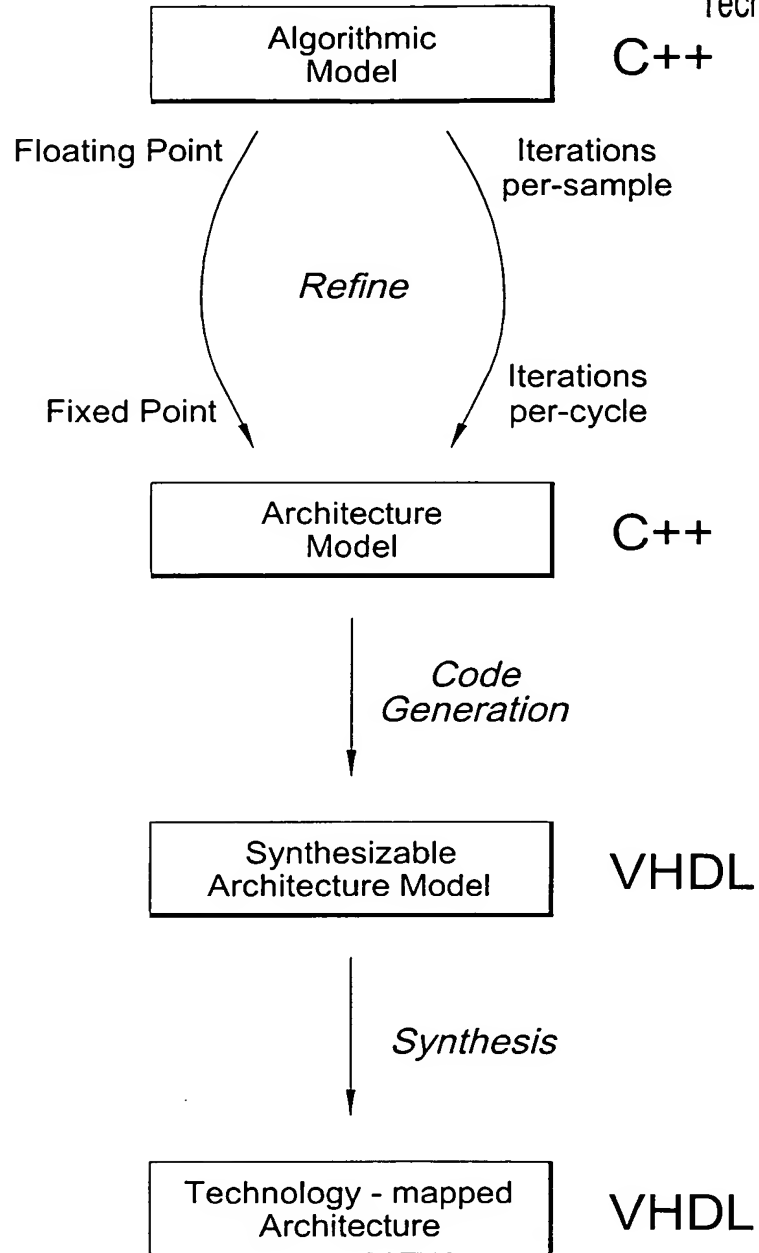 Algorithmic
Model
C++
Floating Point
Iterations
per-sample
Refine
Fixed Point
Iterations
per-cycle
Architecture
Model
C++
Code
Generation
Synthesizable
Architecture Model
VHDL
Synthesis
Technology - mapped
Architecture
VHDL